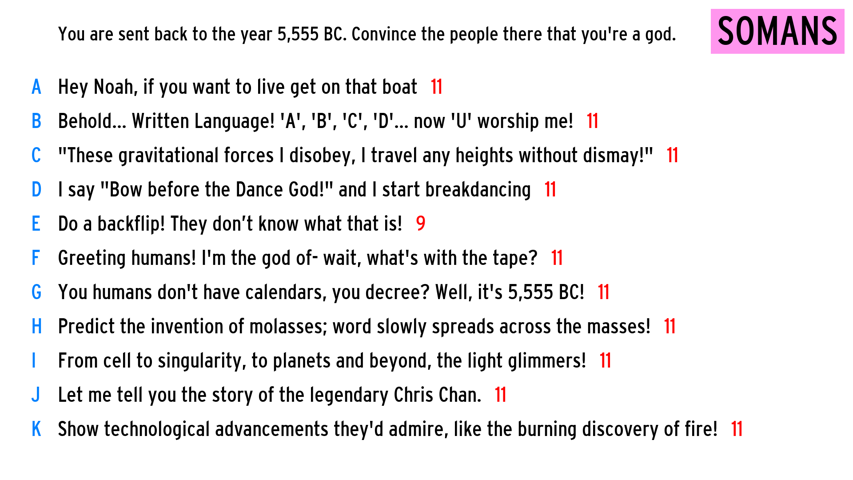 You are sent back to the year 5,555 BC. Convince the people there that you're a god.
SOMANS
A Hey Noah, if you want to live get on that boat 11
B Behold... Written Language! 'A', 'B', 'C', 'D'... now 'U' worship me! 11
C "These gravitational forces I disobey, I travel any heights without dismay!" 11
D I say "Bow before the Dance God!" and I start breakdancing 11
E Do a backflip! They don’t know what that is! 9
F Greeting humans! I'm the god of- wait, what's with the tape? 11
G You humans don't have calendars, you decree? Well, it's 5,555 BC! 11
H Predict the invention of molasses; word slowly spreads across the masses! 11
I From cell to singularity, to planets and beyond, the light glimmers! 11
J Let me tell you the story of the legendary Chris Chan. 11
K Show technological advancements they'd admire, like the burning discovery of fire! 11